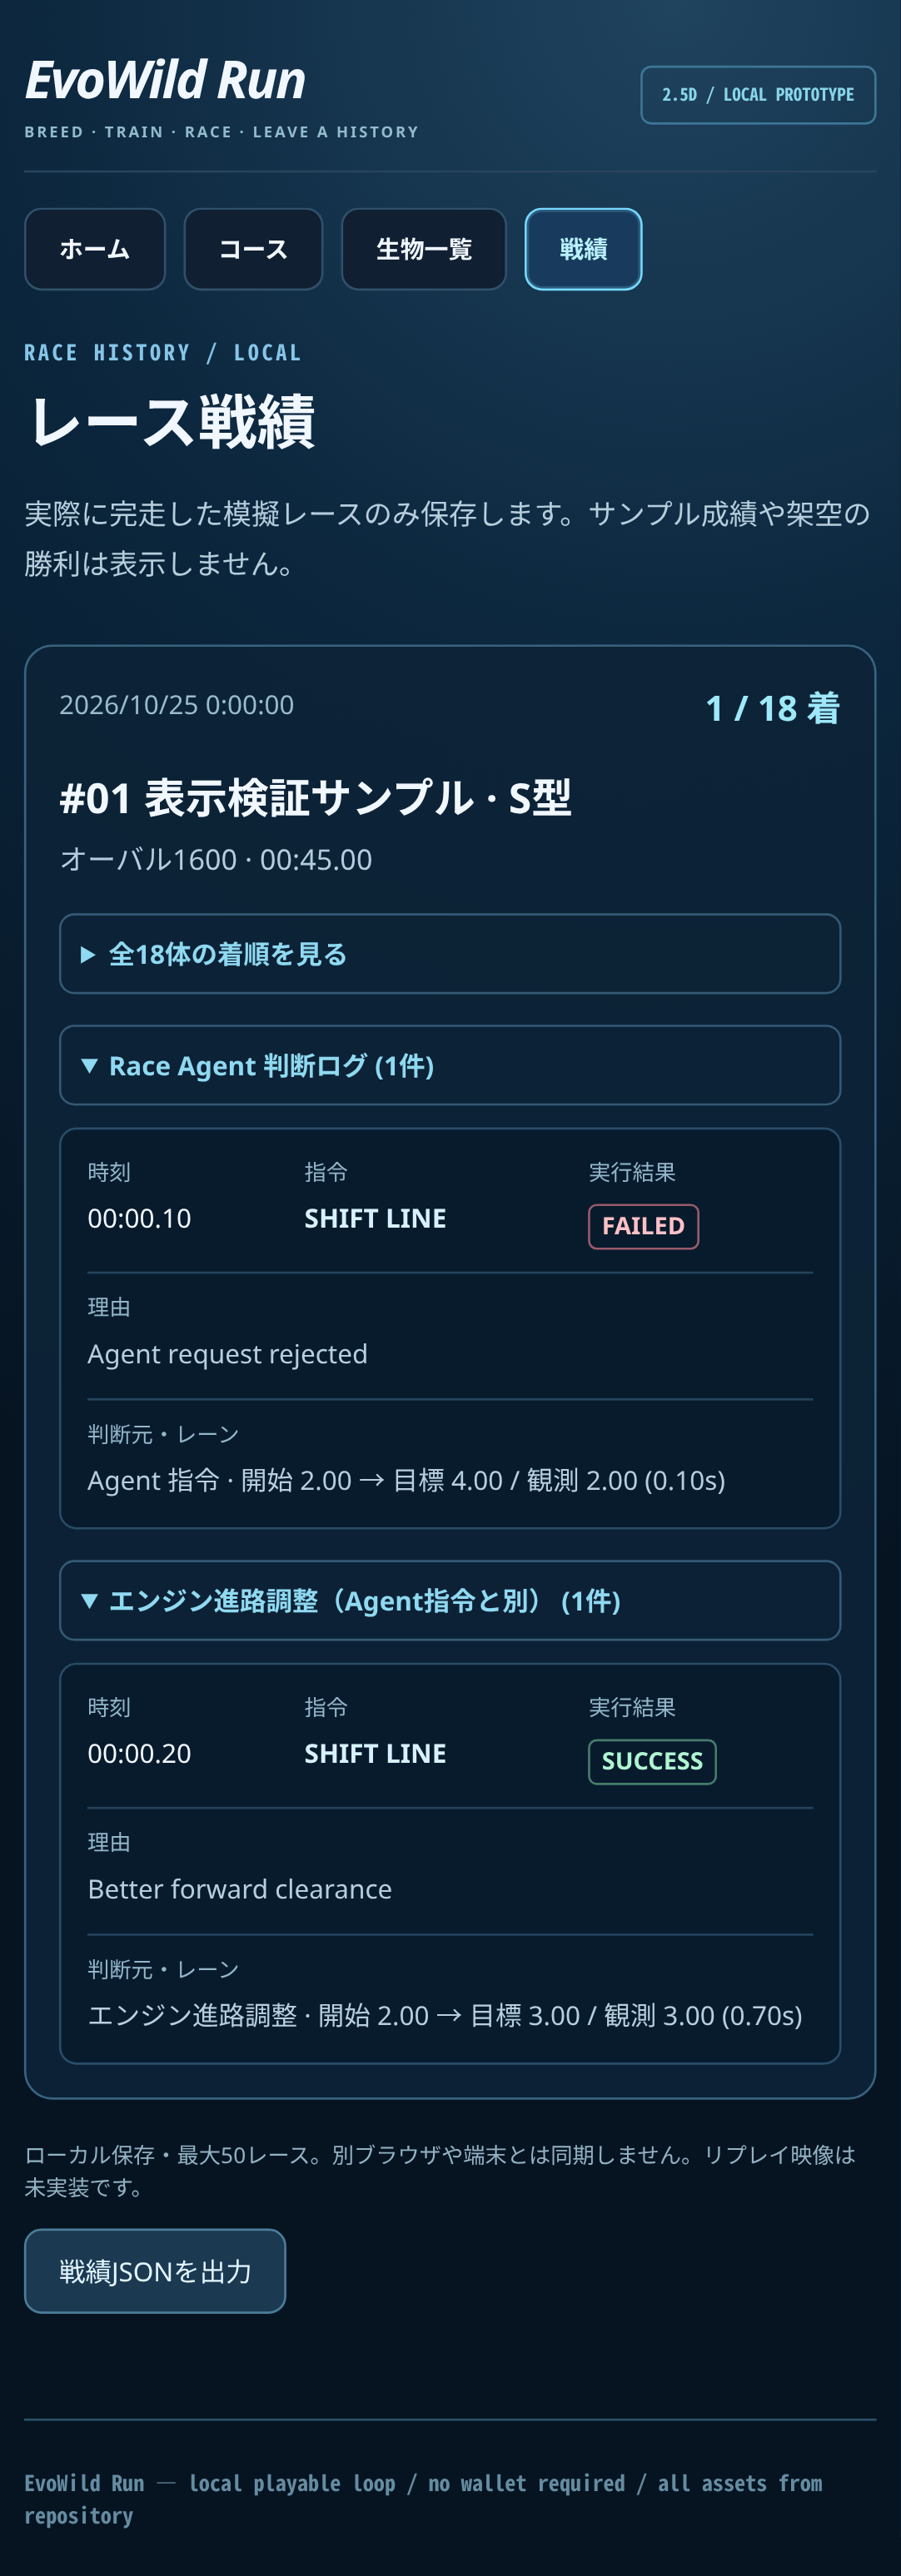 EvoWild Run
BREED · TRAIN · RACE · LEAVE A HISTORY
2.5D / LOCAL PROTOTYPE
ホーム
コース
生物一覧
戦績
RACE HISTORY / LOCAL
レース戦績
実際に完走した模擬レースのみ保存します。サンプル成績や架空の
勝利は表示しません。
2026/10/25 0:00:00
1 / 18 着
#01 表示検証サンプル · S型
オーバル1600 · 00:45.00
▶ 全18体の着順を見る
▼ Race Agent 判断ログ (1件)
時刻 指令 実行結果
00:00.10 SHIFT LINE FAILED
理由
Agent request rejected
判断元・レーン
Agent 指令 · 開始 2.00 → 目標 4.00 / 観測 2.00 (0.10s)
▼ エンジン進路調整（Agent指令と別） (1件)
時刻 指令 実行結果
00:00.20 SHIFT LINE SUCCESS
理由
Better forward clearance
判断元・レーン
エンジン進路調整 · 開始 2.00 → 目標 3.00 / 観測 3.00 (0.70s)
ローカル保存・最大50レース。別ブラウザや端末とは同期しません。リプレイ映像は
未実装です。
戦績JSONを出力
EvoWild Run — local playable loop / no wallet required / all assets from
repository